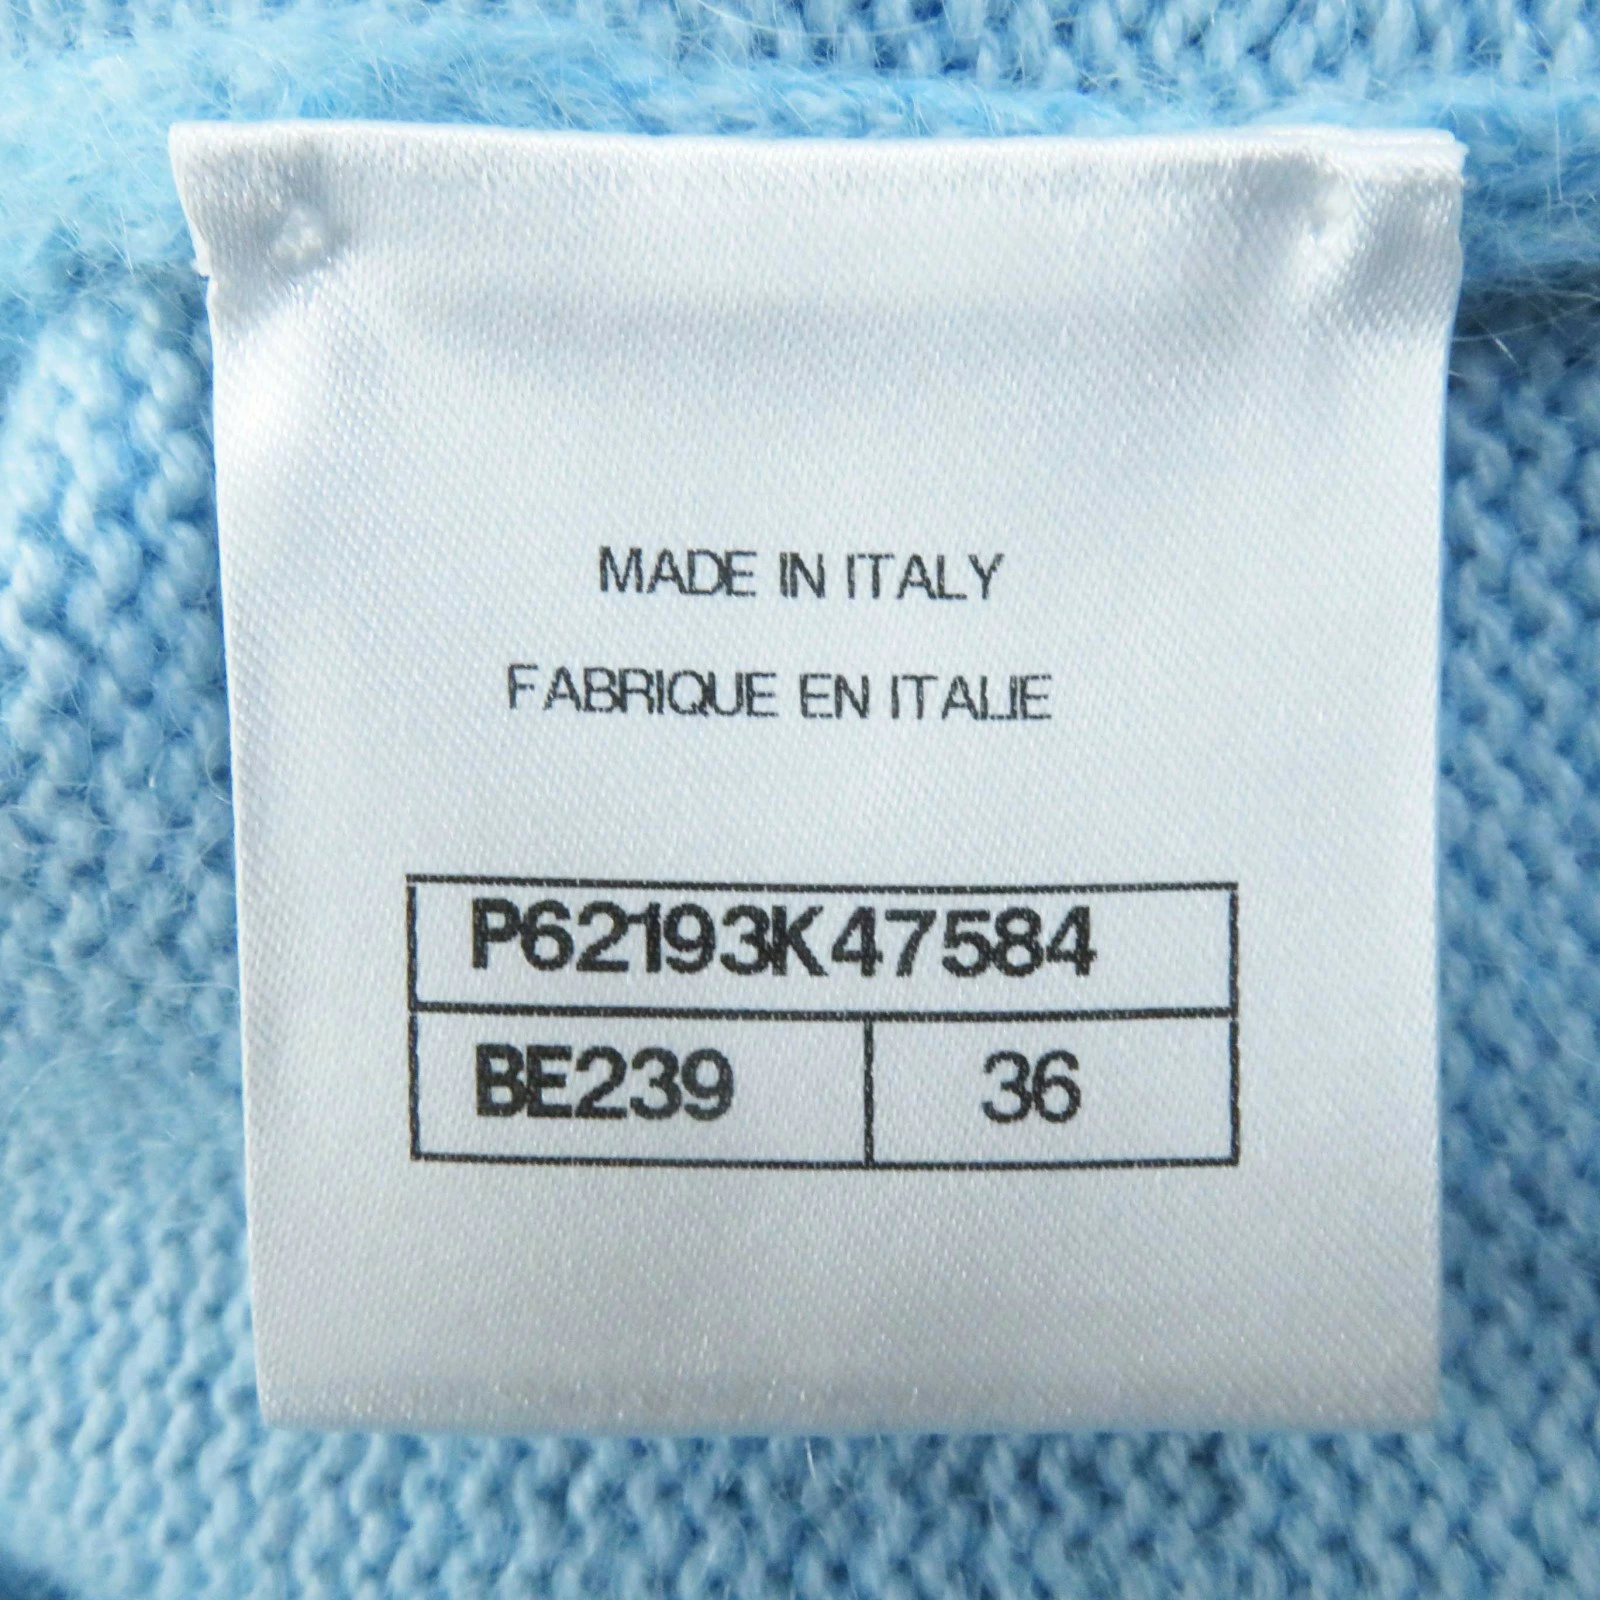 MADE IN ITALY
FABRIQUE EN ITALIE
P62193K47584
BE239 36